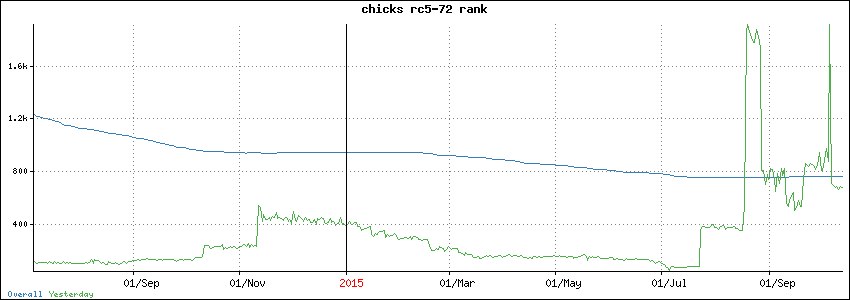 chicks rc5-72 rank
1.6k
1.2k
800
400
01/Sep 01/Nov 2015 01/Mar 01/May 01/Jul 01/Sep
Overall Yesterday